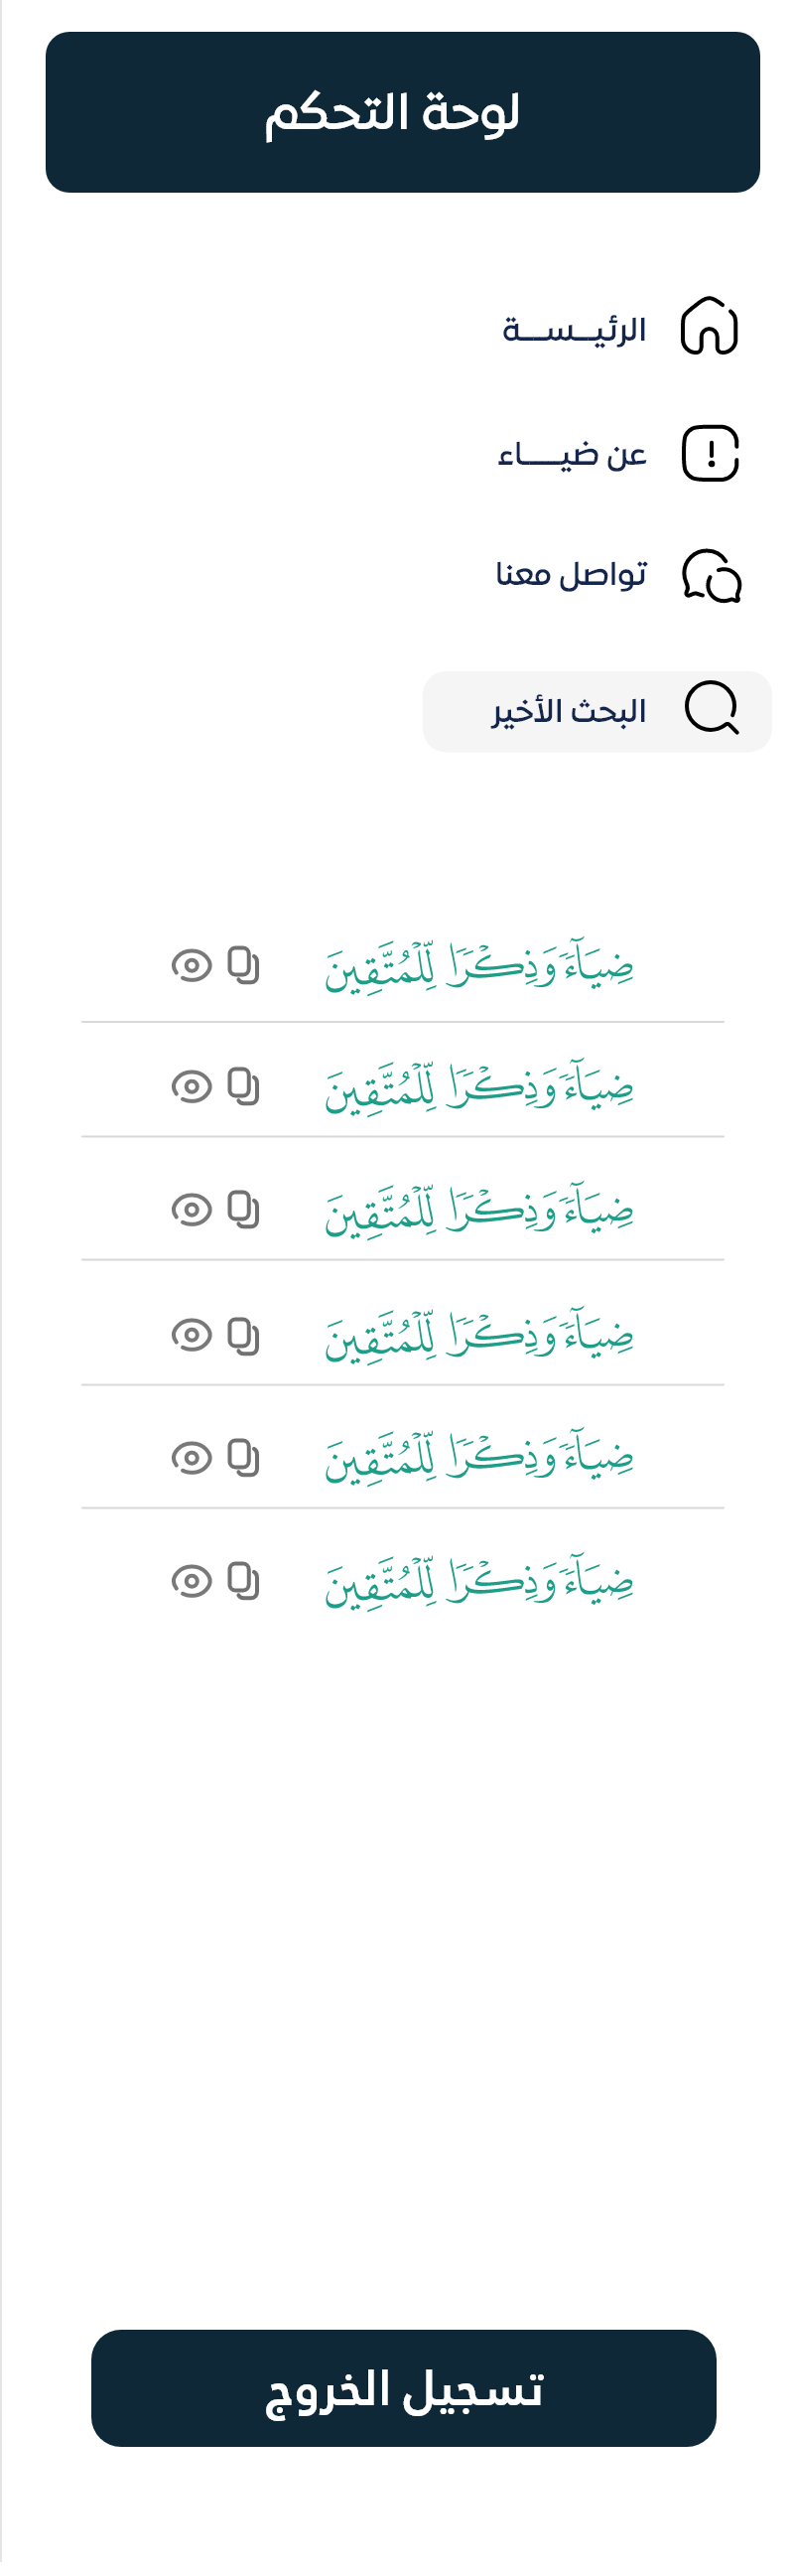 لوحة التحكم
الرئيـــســـة
عن ضيـــــاء
تواصل معنا
البحث الأخير
ضِيَآءً وَذِكْرًا لِّلْمُتَّقِينَ
ضِيَآءً وَذِكْرًا لِّلْمُتَّقِينَ
ضِيَآءً وَذِكْرًا لِّلْمُتَّقِينَ
ضِيَآءً وَذِكْرًا لِّلْمُتَّقِينَ
ضِيَآءً وَذِكْرًا لِّلْمُتَّقِينَ
ضِيَآءً وَذِكْرًا لِّلْمُتَّقِينَ
تسجيل الخروج